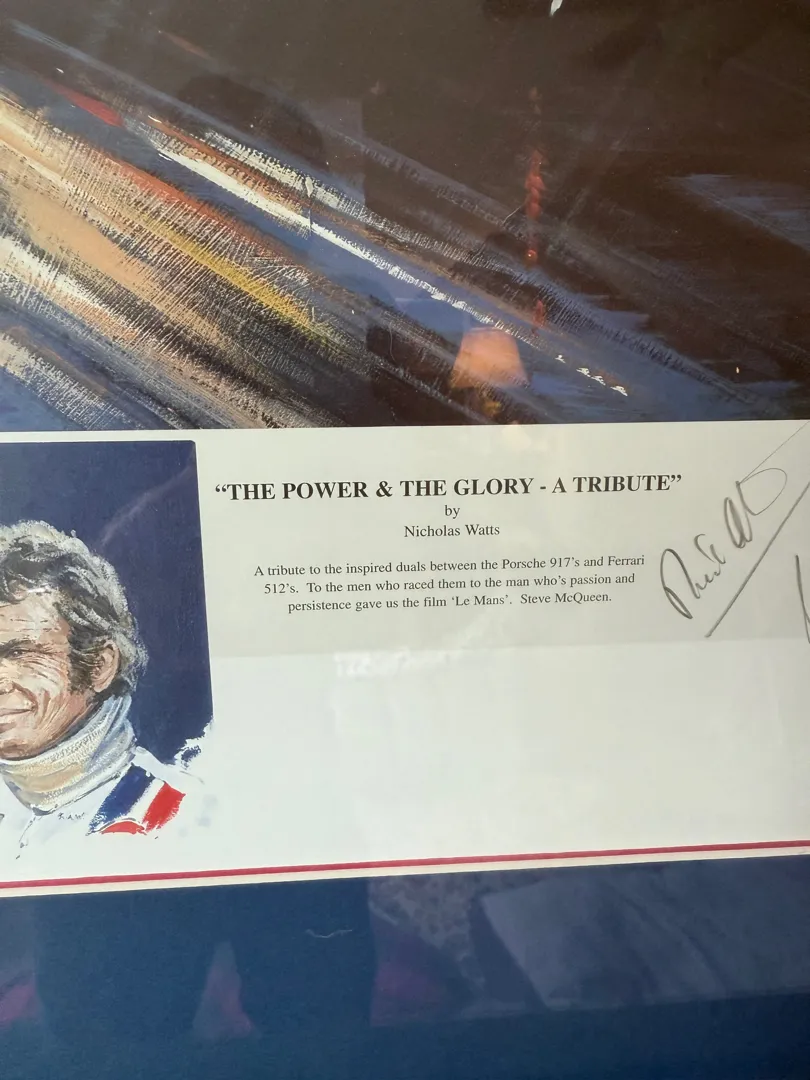 “THE POWER & THE GLORY - A TRIBUTE”
by
Nicholas Watts
A tribute to the inspired duals between the Porsche 917's and Ferrari
512's. To the men who raced them to the man who's passion and
persistence gave us the film ‘Le Mans’. Steve McQueen.